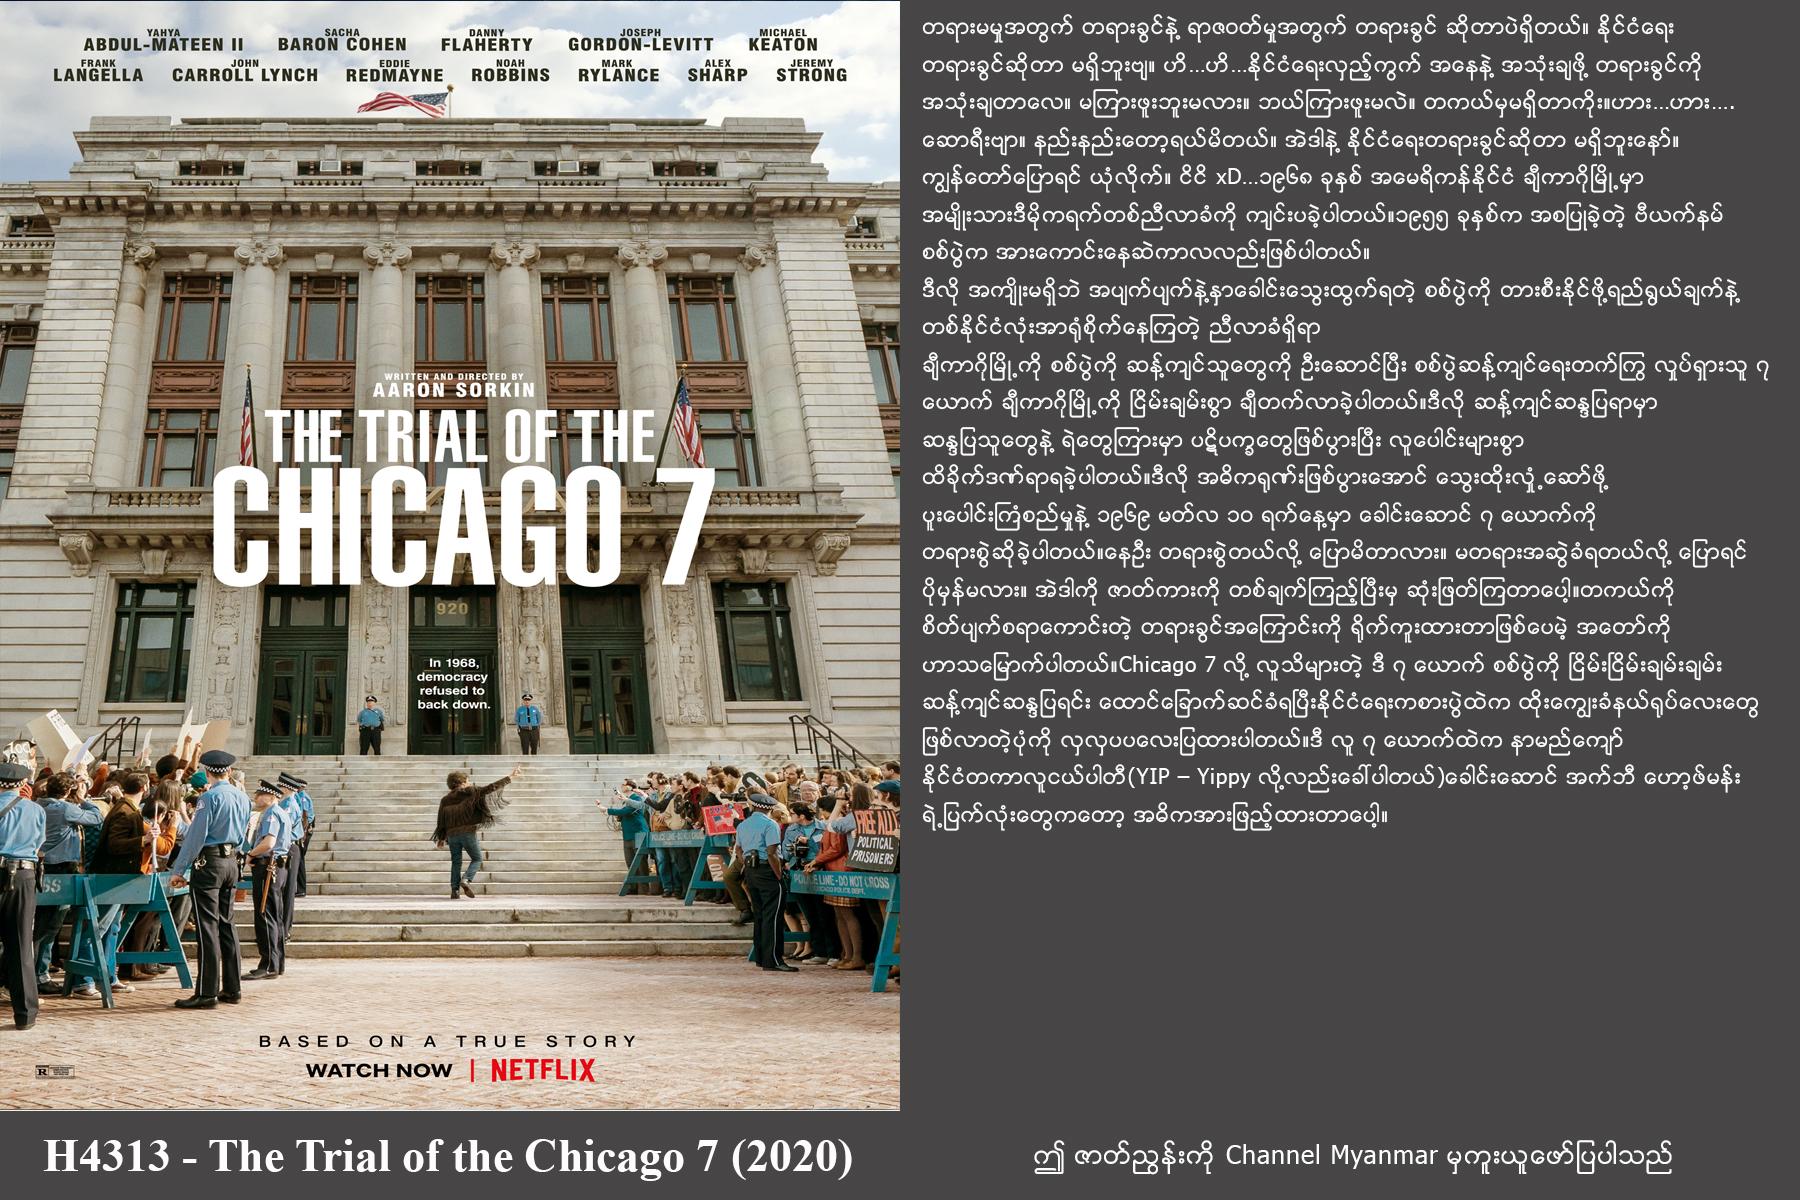 YAHYA
ABDUL-MATEEN II
SACHA
BARON COHEN
DANNY
FLAHERTY
JOSEPH
GORDON-LEVITT
MICHAEL
KEATON
FRANK
LANGELLA
JOHN
CARROLL LYNCH
EDDIE
REDMAYNE
NOAH
ROBBINS
MARK
RYLANCE
ALEX
SHARP
JEREMY
STRONG
WRITTEN AND DIRECTED BY
AARON SORKIN
THE TRIAL OF THE
CHICAGO 7
920
In 1968,
democracy
refused to
back down.
FREE ALL
POLITICAL
PRISONERS
POLICE LINE - DO NOT CROSS
BASED ON A TRUE STORY
WATCH NOW | NETFLIX
R
H4313 - The Trial of the Chicago 7 (2020)
တရားမမှုအတွက် တရားခွင်နဲ့ ရာဇဝတ်မှုအတွက် တရားခွင် ဆိုတာပဲရှိတယ်။ နိုင်ငံရေး
တရားခွင်ဆိုတာ မရှိဘူးဗျ။ ဟိ...ဟိ...နိုင်ငံရေးလှည့်ကွက် အနေနဲ့ အသုံးချဖို့ တရားခွင်ကို
အသုံးချတာလေ။ မကြားဖူးဘူးမလား။ ဘယ်ကြားဖူးမလဲ။ တကယ်မှမရှိတာကိုး။ဟား...ဟား....
ဆောရီးဗျာ။ နည်းနည်းတော့ရယ်မိတယ်။ အဲဒါနဲ့ နိုင်ငံရေးတရားခွင်ဆိုတာ မရှိဘူးနော်။
ကျွန်တော်ပြောရင် ယုံလိုက်။ ငိငိ xD...၁၉၆၈ ခုနှစ် အမေရိကန်နိုင်ငံ ချီကာဂိုမြို့မှာ
အမျိုးသားဒီမိုကရက်တစ်ညီလာခံကို ကျင်းပခဲ့ပါတယ်။၁၉၅၅ ခုနှစ်က အစပြုခဲ့တဲ့ ဗီယက်နမ်
စစ်ပွဲက အားကောင်းနေဆဲကာလလည်းဖြစ်ပါတယ်။
ဒီလို အကျိုးမရှိဘဲ အပျက်ပျက်နဲ့နှာခေါင်းသွေးထွက်ရတဲ့ စစ်ပွဲကို တားစီးနိုင်ဖို့ရည်ရွယ်ချက်နဲ့
တစ်နိုင်ငံလုံးအာရုံစိုက်နေကြတဲ့ ညီလာခံရှိရာ
ချီကာဂိုမြို့ကို စစ်ပွဲကို ဆန့်ကျင်သူတွေကို ဦးဆောင်ပြီး စစ်ပွဲဆန့်ကျင်ရေးတက်ကြွ လှုပ်ရှားသူ ၇
ယောက် ချီကာဂိုမြို့ကို ငြိမ်းချမ်းစွာ ချီတက်လာခဲ့ပါတယ်။ဒီလို ဆန့်ကျင်ဆန္ဒပြရာမှာ
ဆန္ဒပြသူတွေနဲ့ ရဲတွေကြားမှာ ပဋိပက္ခတွေဖြစ်ပွားပြီး လူပေါင်းများစွာ
ထိခိုက်ဒဏ်ရာရခဲ့ပါတယ်။ဒီလို အဓိကရုဏ်းဖြစ်ပွားအောင် သွေးထိုးလှုံ့ဆော်ဖို့
ပူးပေါင်းကြံစည်မှုနဲ့ ၁၉၆၉ မတ်လ ၁၀ ရက်နေ့မှာ ခေါင်းဆောင် ၇ ယောက်ကို
တရားစွဲဆိုခဲ့ပါတယ်။နေဦး တရားစွဲတယ်လို့ ပြောမိတာလား။ မတရားအဆွဲခံရတယ်လို့ ပြောရင်
ပိုမှန်မလား။ အဲဒါကို ဇာတ်ကားကို တစ်ချက်ကြည့်ပြီးမှ ဆုံးဖြတ်ကြတာပေါ့။တကယ်ကို
စိတ်ပျက်စရာကောင်းတဲ့ တရားခွင်အကြောင်းကို ရိုက်ကူးထားတာဖြစ်ပေမဲ့ အတော်ကို
ဟာသမြောက်ပါတယ်။Chicago 7 လို့ လူသိများတဲ့ ဒီ ၇ ယောက် စစ်ပွဲကို ငြိမ်းငြိမ်းချမ်းချမ်း
ဆန့်ကျင်ဆန္ဒပြရင်း ထောင်ခြောက်ဆင်ခံရပြီးနိုင်ငံရေးကစားပွဲထဲက ထိုးကျွေးခံနယ်ရုပ်လေးတွေ
ဖြစ်လာတဲ့ပုံကို လှလှပပလေးပြထားပါတယ်။ဒီ လူ ၇ ယောက်ထဲက နာမည်ကျော်
နိုင်ငံတကာလူငယ်ပါတီ(YIP – Yippy လို့လည်းခေါ်ပါတယ်)ခေါင်းဆောင် အက်ဘီ ဟော့ဖ်မန်း
ရဲ့ပြက်လုံးတွေကတော့ အဓိကအားဖြည့်ထားတာပေါ့။
ဤ ဇာတ်ညွှန်းကို Channel Myanmar မှကူးယူဖော်ပြပါသည်